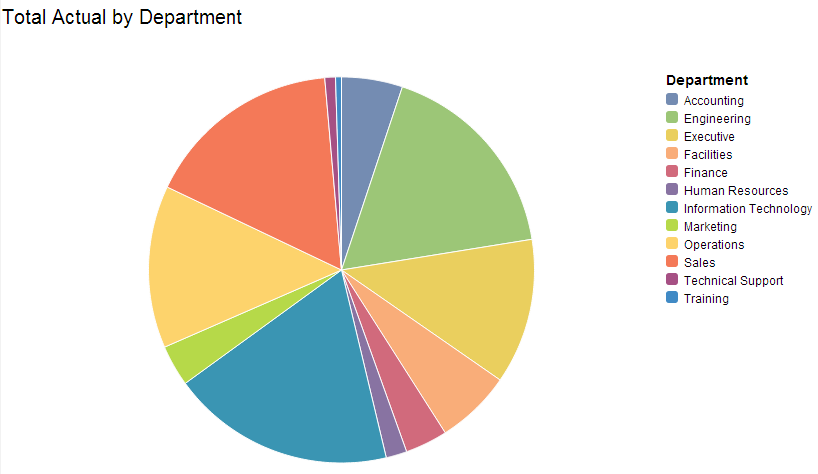 Total Actual by Department
Department
Accounting
Engineering
Executive
Facilities
Finance
Human Resources
Information Technology
Marketing
Operations
Sales
Technical Support
Training